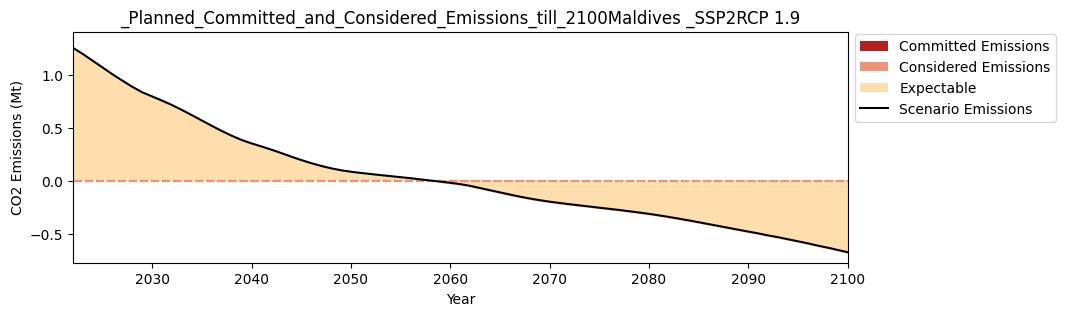 _Planned_Committed_and_Considered_Emissions_till_2100Maldives _SSP2RCP 1.9
Committed Emissions
Considered Emissions
Expectable
Scenario Emissions
CO2 Emissions (Mt)
1.0
0.5
0.0
−0.5
2030 2040 2050 2060 2070 2080 2090 2100
Year